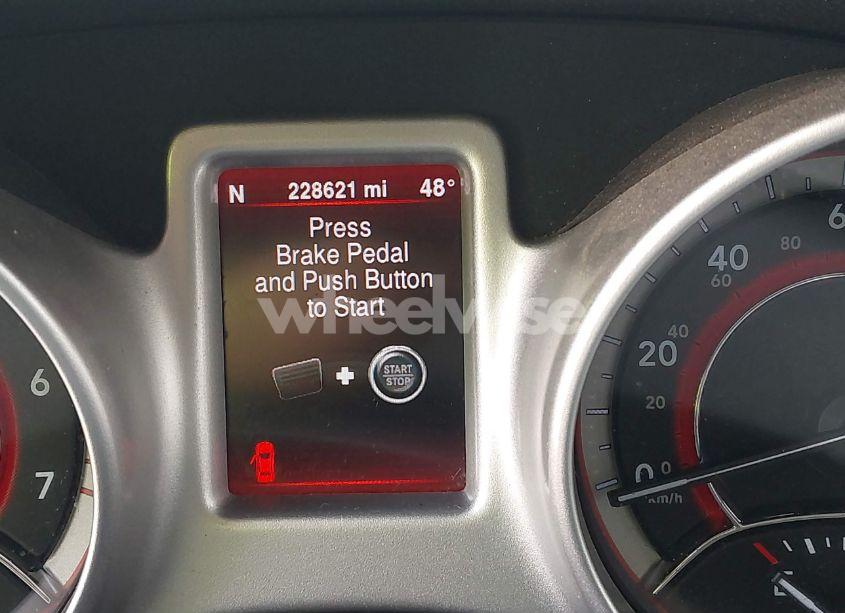 N 228621 mi 48°
Press
Brake Pedal
and Push Button
to Start
START
STOP
6
7
6
40
80
60
20
40
20
0
0
km/h
E